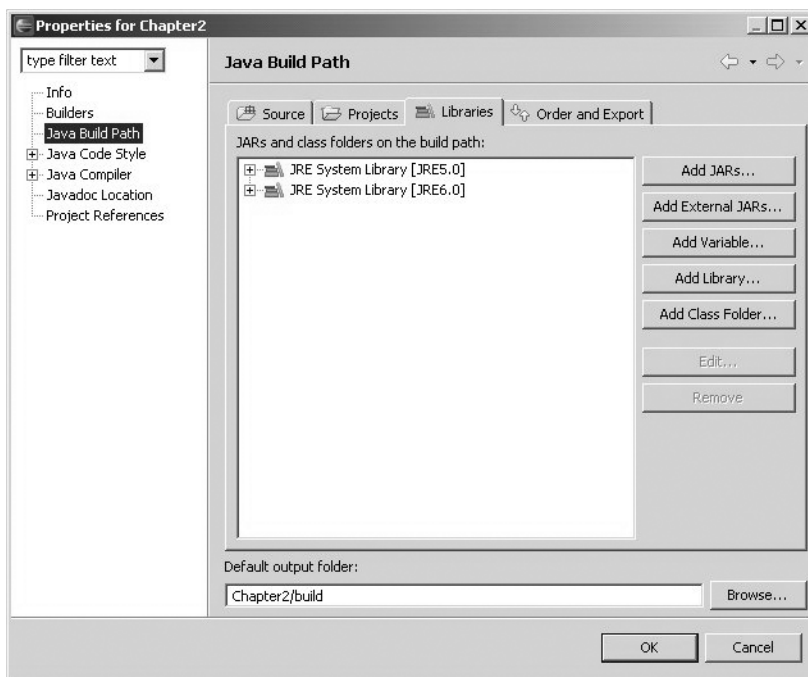 Properties for Chapter2
type filter text
Info
Builders
Java Build Path
Java Code Style
Java Compiler
Javadoc Location
Project References
Java Build Path
Source Projects Libraries Order and Export
JARs and class folders on the build path:
JRE System Library [JRE5.0]
JRE System Library [JRE6.0]
Add JARs...
Add External JARs...
Add Variable...
Add Library...
Add Class Folder...
Edit...
Remove
Default output folder:
Chapter2/build
Browse...
OK Cancel